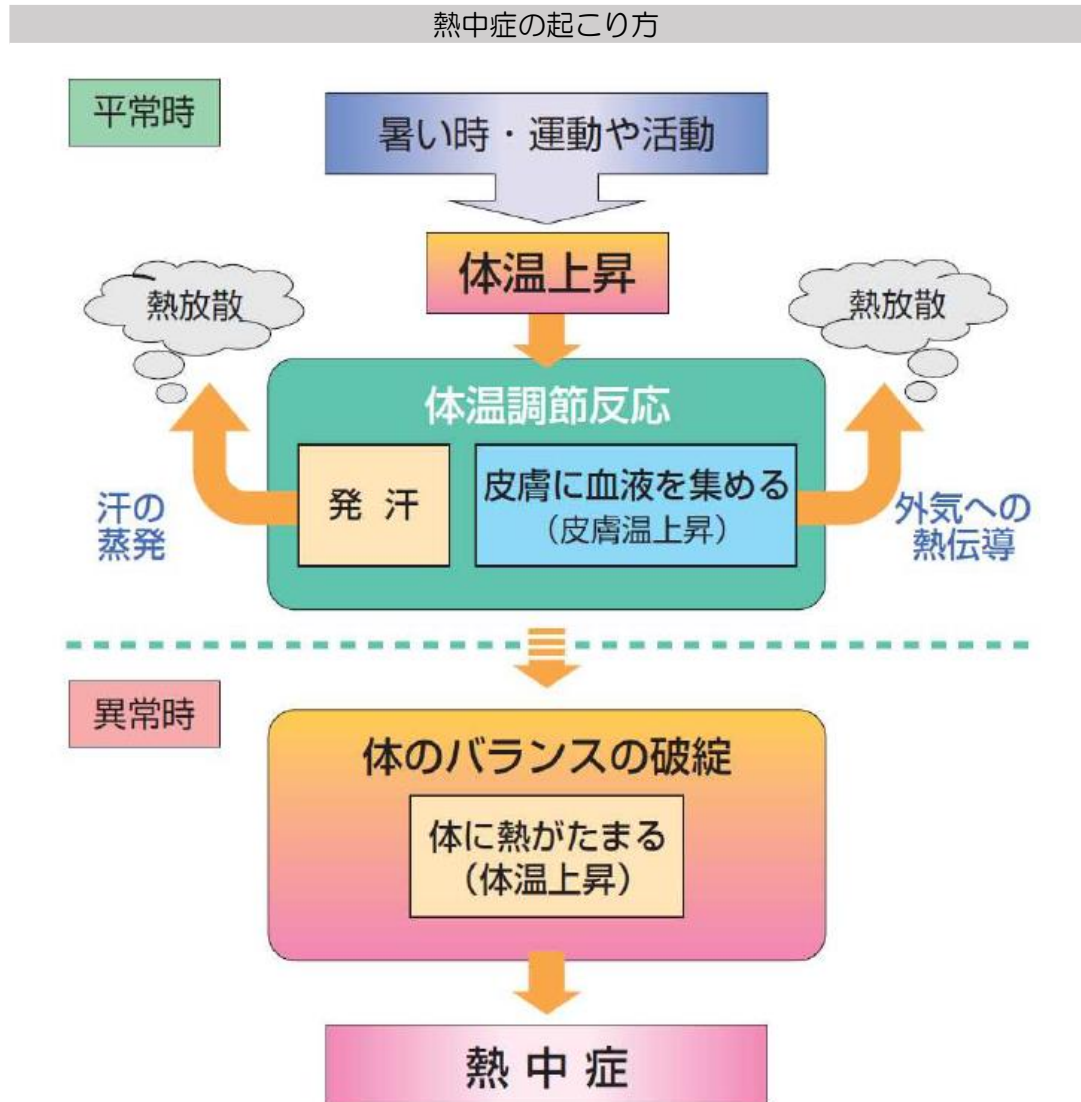 熱中症の起こり方
平常時
暑い時・運動や活動
体温上昇
熱放散
熱放散
体温調節反応
発 汗
皮膚に血液を集める
（皮膚温上昇）
汗の
蒸発
外気への
熱伝導
異常時
体のバランスの破綻
体に熱がたまる
（体温上昇）
熱 中 症